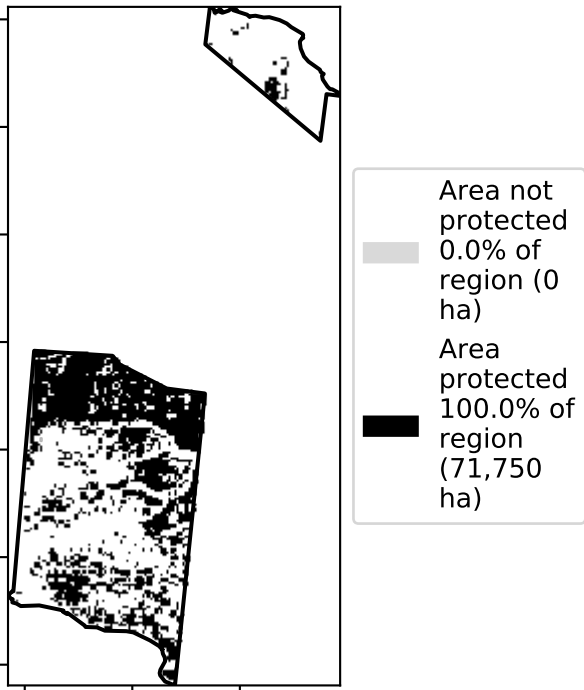 Area not
protected
0.0% of
region (0
ha)
Area
protected
100.0% of
region
(71,750
ha)